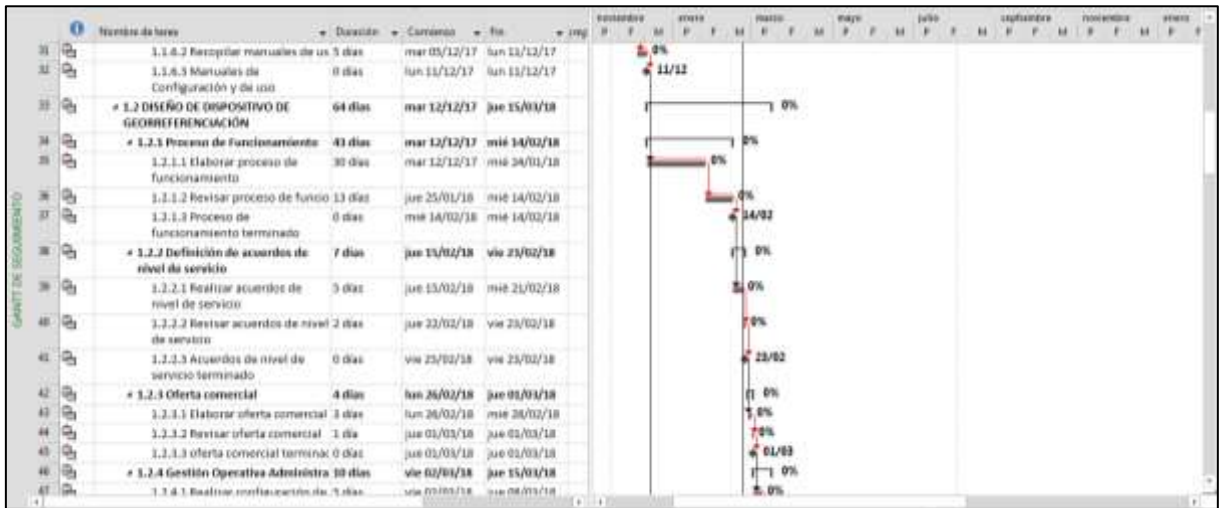 noviembre enero marzo mayo julio septiembre noviembre enero
Nombre de tarea Duración Comienzo Fin
P F M P F M P F M P F M P F M P F M P F
31 1.1.6.2 Recopilar manuales de us 5 días mar 05/12/17 lun 11/12/17 0%
32 1.1.6.3 Manuales de 0 días lun 11/12/17 lun 11/12/17 11/12
Configuración y de uso
33 1.2 DISEÑO DE DISPOSITIVO DE 64 días mar 12/12/17 jue 15/03/18 0%
GEORREFERENCIACIÓN
34 1.2.1 Proceso de Funcionamiento 43 días mar 12/12/17 mié 14/02/18 0%
35 1.2.1.1 Elaborar proceso de 30 días mar 12/12/17 mié 24/01/18 0%
funcionamiento
36 1.2.1.2 Revisar proceso de funcio 13 días jue 25/01/18 mié 14/02/18 0%
37 1.2.1.3 Proceso de 0 días mié 14/02/18 mié 14/02/18 14/02
funcionamiento terminado
38 1.2.2 Definición de acuerdos de 7 días jue 15/02/18 vie 23/02/18 0%
nivel de servicio
39 1.2.2.1 Realizar acuerdos de 5 días jue 15/02/18 mié 21/02/18 0%
nivel de servicio
40 1.2.2.2 Revisar acuerdos de nivel 2 días jue 22/02/18 vie 23/02/18 0%
de servicio
41 1.2.2.3 Acuerdos de nivel de 0 días vie 23/02/18 vie 23/02/18 23/02
servicio terminado
42 1.2.3 Oferta comercial 4 días lun 26/02/18 jue 01/03/18 0%
43 1.2.3.1 Elaborar oferta comercial 3 días lun 26/02/18 mié 28/02/18 0%
44 1.2.3.2 Revisar oferta comercial 1 día jue 01/03/18 jue 01/03/18 0%
45 1.2.3.3 oferta comercial terminac 0 días jue 01/03/18 jue 01/03/18 01/03
46 1.2.4 Gestión Operativa Administra 10 días vie 02/03/18 jue 15/03/18 0%
47 1.2.4.1 Realizar configuración de 5 días vie 02/03/18 jue 08/03/18 0%
GANTT DE SEGUIMIENTO